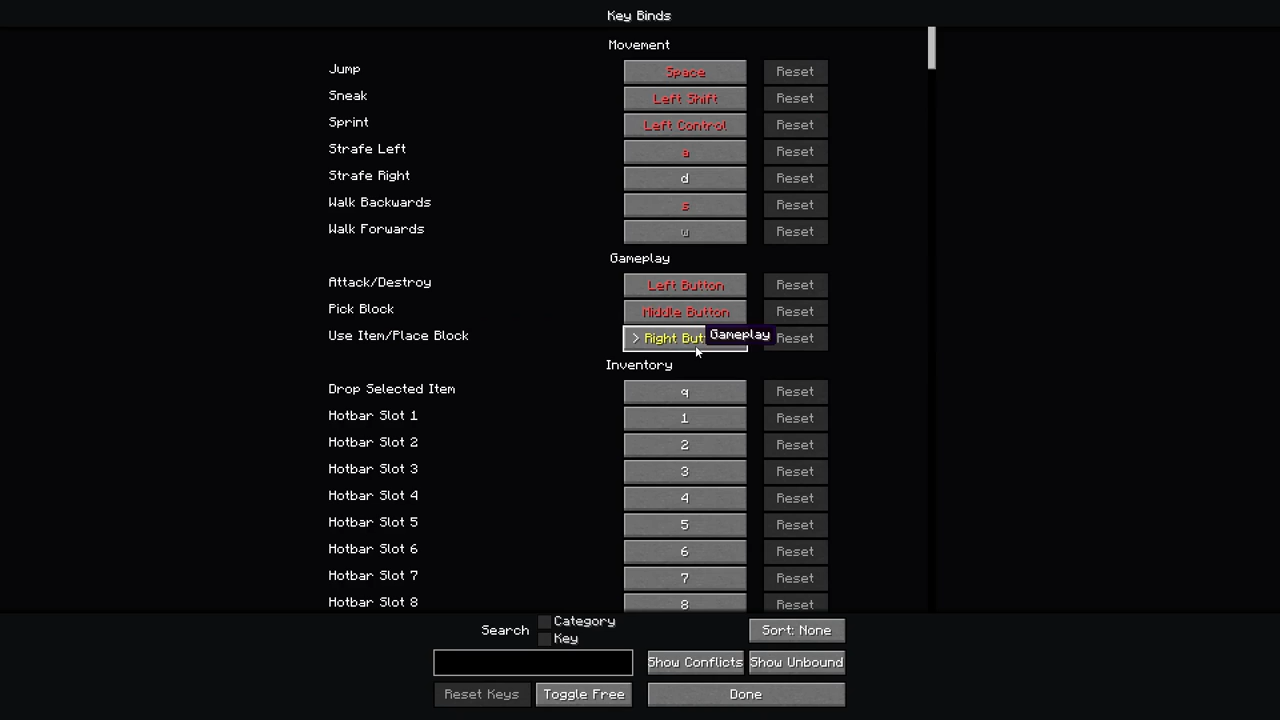 Key Binds
Movement
Jump Space Reset
Sneak Left Shift Reset
Sprint Left Control Reset
Strafe Left a Reset
Strafe Right d Reset
Walk Backwards s Reset
Walk Forwards w Reset
Gameplay
Attack/Destroy Left Button Reset
Pick Block Middle Button Reset
Use Item/Place Block > Right But Gameplay Reset
Inventory
Drop Selected Item q Reset
Hotbar Slot 1 1 Reset
Hotbar Slot 2 2 Reset
Hotbar Slot 3 3 Reset
Hotbar Slot 4 4 Reset
Hotbar Slot 5 5 Reset
Hotbar Slot 6 6 Reset
Hotbar Slot 7 7 Reset
Hotbar Slot 8 8 Reset
Search Category Sort: None
Key
Show Conflicts Show Unbound
Reset Keys Toggle Free Done